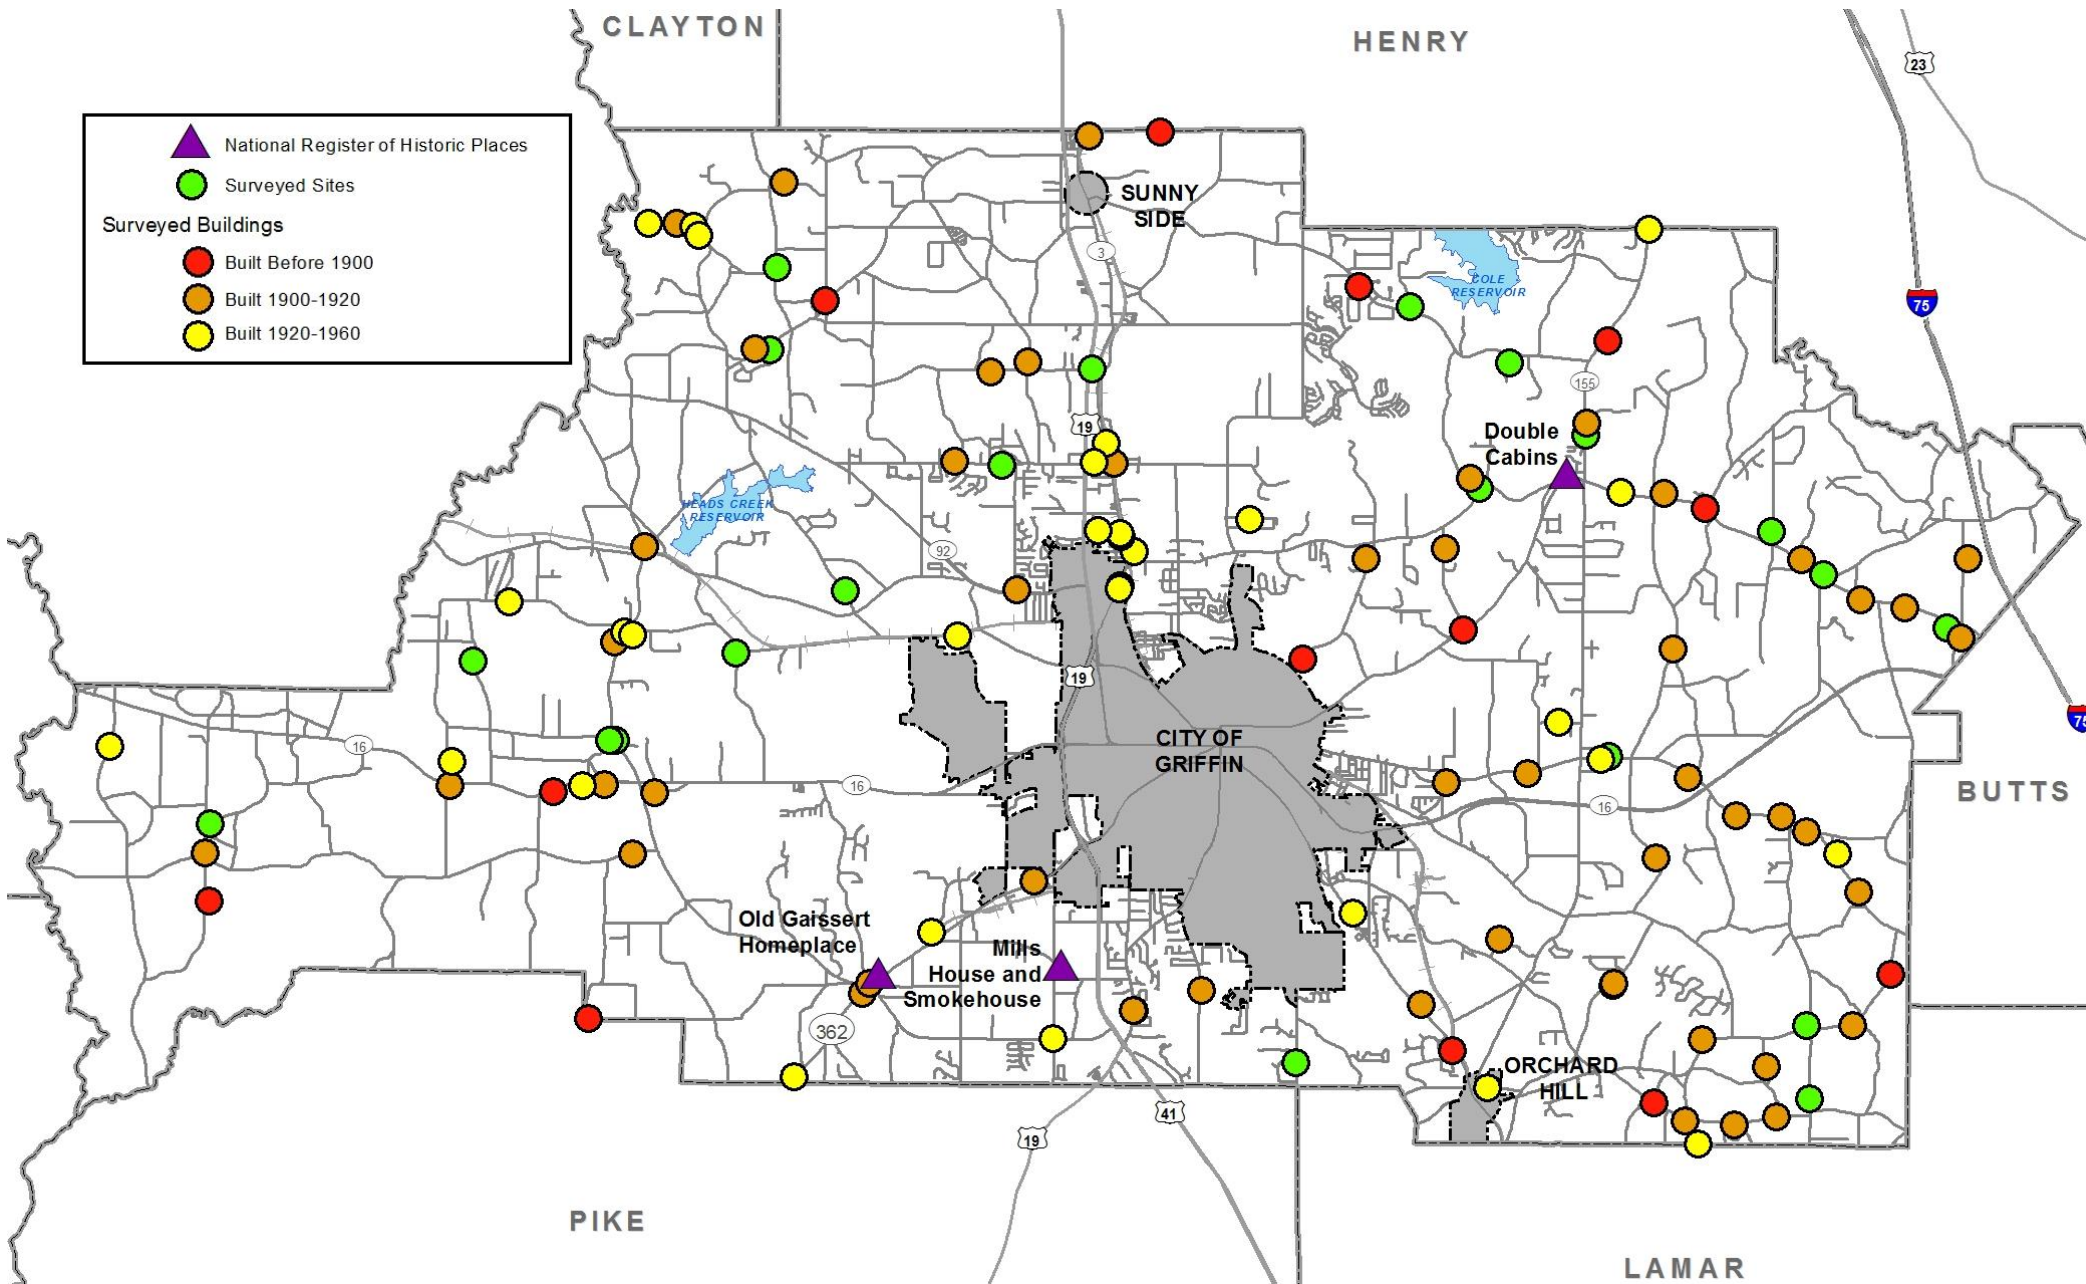 CLAYTON
HENRY
23
National Register of Historic Places
Surveyed Sites
Surveyed Buildings
Built Before 1900
Built 1900-1920
Built 1920-1960
SUNNY
SIDE
3
COLE
RESERVOIR
75
155
19
Double
Cabins
HEADS CREEK
RESERVOIR
92
19
75
16
CITY OF
GRIFFIN
16
16
BUTTS
Old Gaissert
Homeplace
Mills
House and
Smokehouse
362
ORCHARD
HILL
41
19
PIKE
LAMAR